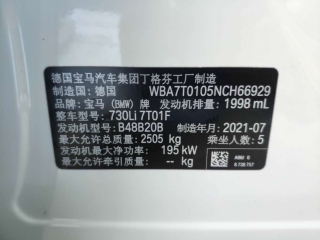 德国宝马汽车集团丁格芬工厂制造
制造国：德国 WBA7T0105NCH66929
品牌：宝马 (BMW) 牌 发动机排量：1998 mL
整车型号：730Li 7T01F
发动机型号：B48B20B 制造年月：2021-07
最大允许总质量：2505 kg 乘坐人数：5
发动机最大净功率：195 kW
最大允许牵引质量：-- kg